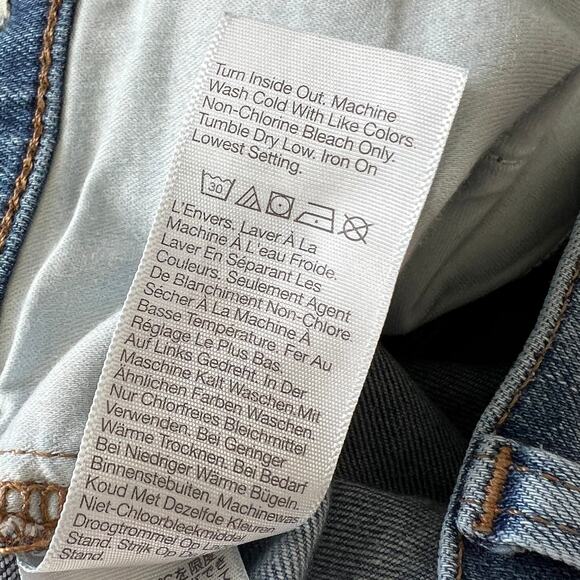 Turn Inside Out. Machine
Wash Cold With Like Colors.
Non-Chlorine Bleach Only.
Tumble Dry Low. Iron On
Lowest Setting.
30
L'Envers. Laver À La
Machine À L'eau Froide.
Laver En Séparant Les
Couleurs. Seulement Agent
De Blanchiment Non-Chlore
Sécher À La Machine À
Basse Température. Fer Au
Réglage Le Plus Bas.
Auf Links Gedreht. In Der
Maschine Kalt Waschen.Mit
Ähnlichen Farben Waschen.
Nur Chlorfreies Bleichmittel
Verwenden. Bei Geringer
Wärme Trocknen. Bei Bedarf
Bei Niedriger Wärme Bügeln.
Binnenstebuiten. Machinewas
Koud Met Dezelfde Kleuren.
Niet-Chloorbleekmiddel
Droogtrommel Op
Stand. Strijk Op
Stand.